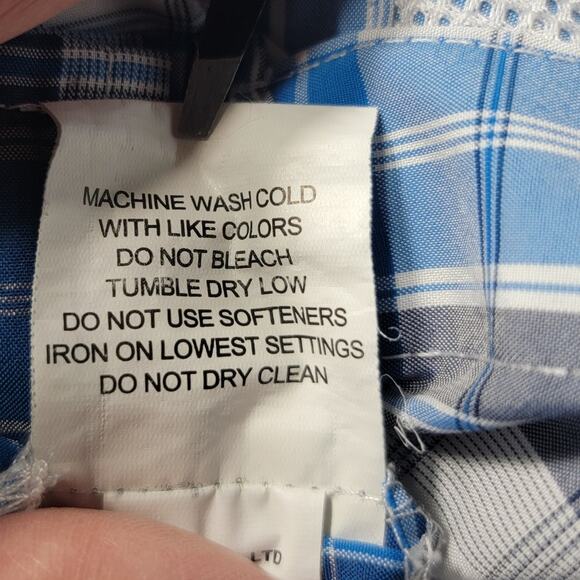 MACHINE WASH COLD
WITH LIKE COLORS
DO NOT BLEACH
TUMBLE DRY LOW
DO NOT USE SOFTENERS
IRON ON LOWEST SETTINGS
DO NOT DRY CLEAN
LTD